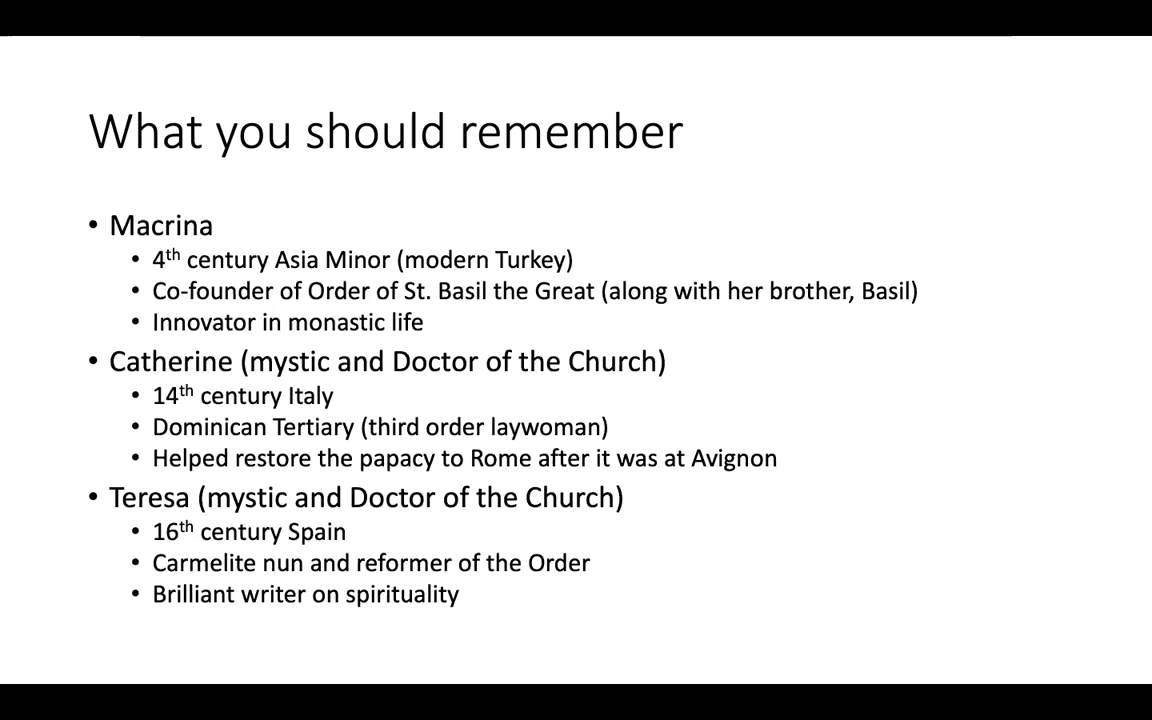 What you should remember
• Macrina
• 4th century Asia Minor (modern Turkey)
• Co-founder of Order of St. Basil the Great (along with her brother, Basil)
• Innovator in monastic life
• Catherine (mystic and Doctor of the Church)
• 14th century Italy
• Dominican Tertiary (third order laywoman)
• Helped restore the papacy to Rome after it was at Avignon
• Teresa (mystic and Doctor of the Church)
• 16th century Spain
• Carmelite nun and reformer of the Order
• Brilliant writer on spirituality